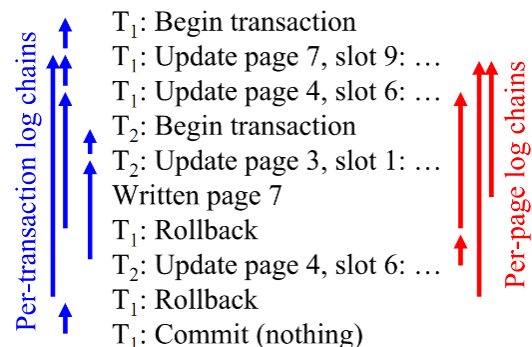 Per-transaction log chains
T₁: Begin transaction
T₁: Update page 7, slot 9: …
T₁: Update page 4, slot 6: …
T₂: Begin transaction
T₂: Update page 3, slot 1: …
Written page 7
T₁: Rollback
T₂: Update page 4, slot 6: …
T₁: Rollback
T₁: Commit (nothing)
Per-page log chains